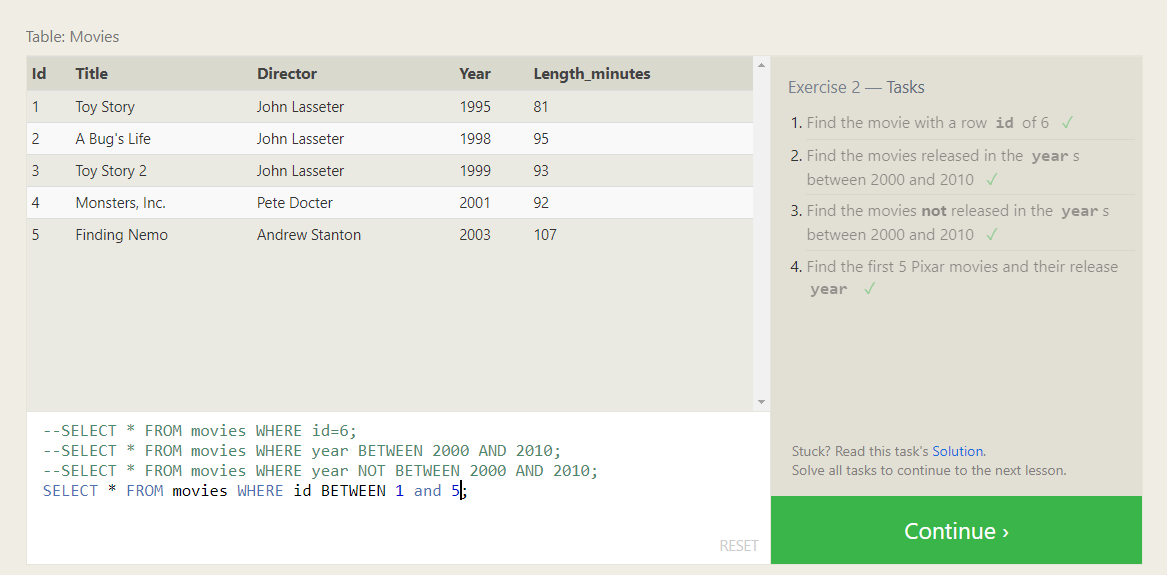 Table: Movies
Id Title Director Year Length_minutes
1 Toy Story John Lasseter 1995 81
2 A Bug's Life John Lasseter 1998 95
3 Toy Story 2 John Lasseter 1999 93
4 Monsters, Inc. Pete Docter 2001 92
5 Finding Nemo Andrew Stanton 2003 107
--SELECT * FROM movies WHERE id=6;
--SELECT * FROM movies WHERE year BETWEEN 2000 AND 2010;
--SELECT * FROM movies WHERE year NOT BETWEEN 2000 AND 2010;
SELECT * FROM movies WHERE id BETWEEN 1 and 5;
RESET
Exercise 2 — Tasks
1. Find the movie with a row id of 6 ✓
2. Find the movies released in the year s
between 2000 and 2010 ✓
3. Find the movies not released in the year s
between 2000 and 2010 ✓
4. Find the first 5 Pixar movies and their release
year ✓
Stuck? Read this task's Solution.
Solve all tasks to continue to the next lesson.
Continue ›